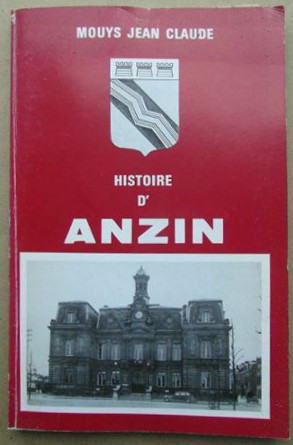 MOUYS JEAN CLAUDE
HISTOIRE
D'
ANZIN